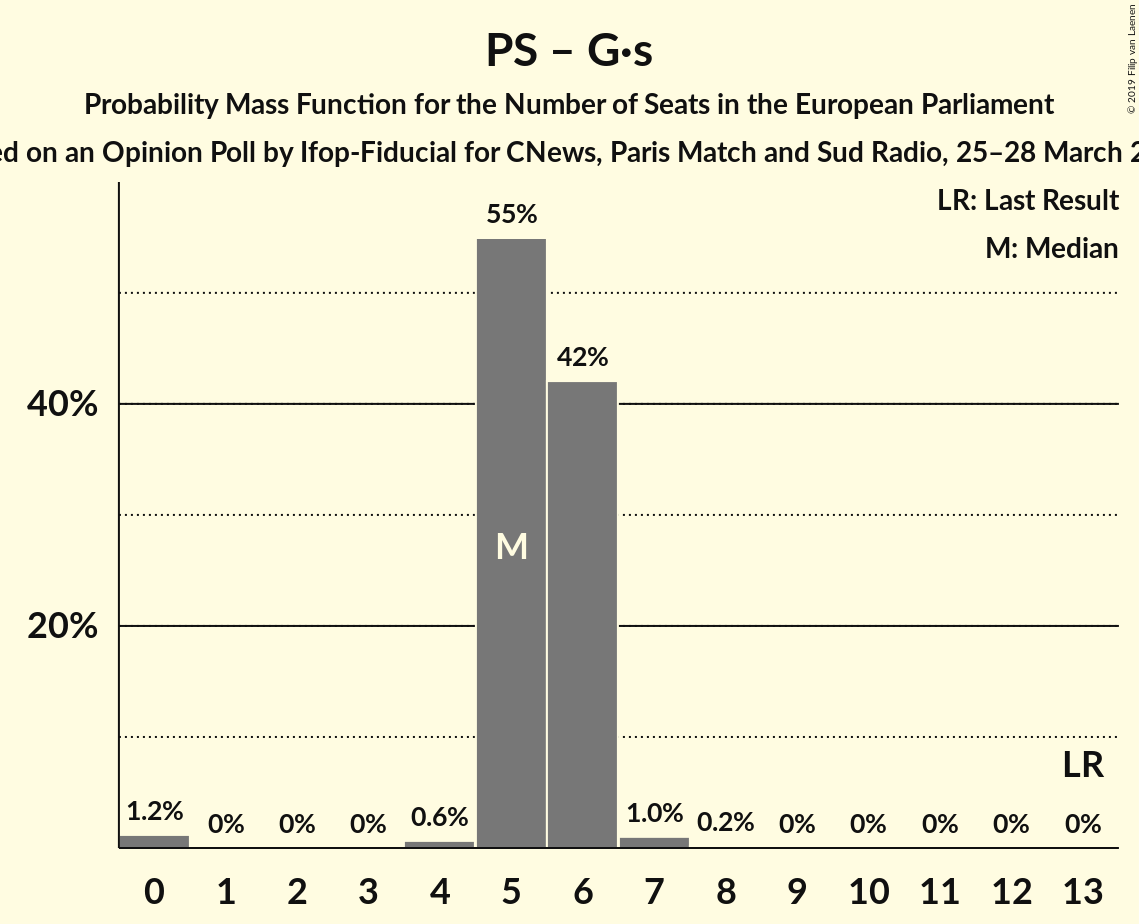 © 2019 Filip van Laenen
PS – G·s
Probability Mass Function for the Number of Seats in the European Parliament
ed on an Opinion Poll by Ifop-Fiducial for CNews, Paris Match and Sud Radio, 25–28 March 2
LR: Last Result
M: Median
55%
42%
40%
M
20%
LR
1.2% 0% 0% 0% 0.6% 1.0% 0.2% 0% 0% 0% 0% 0%
0 1 2 3 4 5 6 7 8 9 10 11 12 13